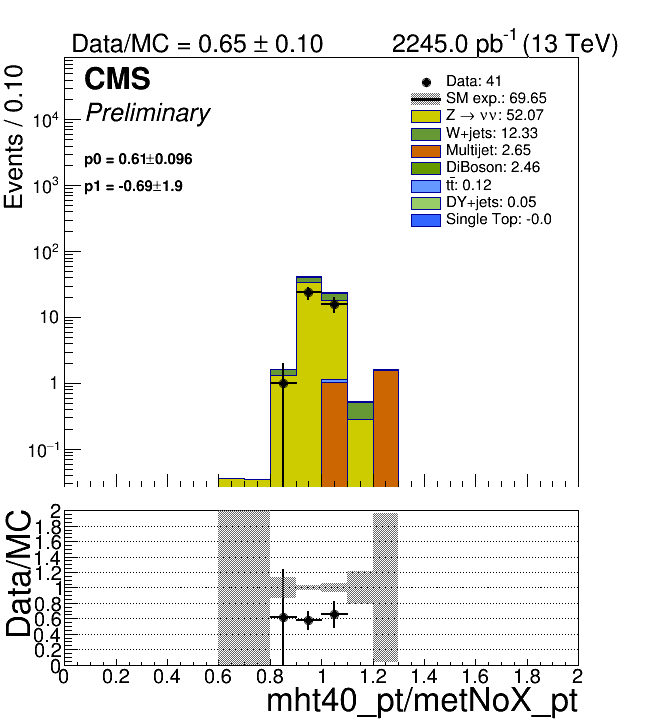 Data/MC = 0.65 ± 0.10 2245.0 pb⁻¹ (13 TeV)
CMS
Preliminary
p0 = 0.61±0.096
p1 = -0.69±1.9
Data: 41
SM exp.: 69.65
Z → νν: 52.07
W+jets: 12.33
Multijet: 2.65
DiBoson: 2.46
tt̄: 0.12
DY+jets: 0.05
Single Top: -0.0
Events / 0.10
10⁴
10³
10²
10
1
10⁻¹
Data/MC
2
1.8
1.6
1.4
1.2
1
0.8
0.6
0.4
0.2
0
0 0.2 0.4 0.6 0.8 1 1.2 1.4 1.6 1.8 2
mht40_pt/metNoX_pt